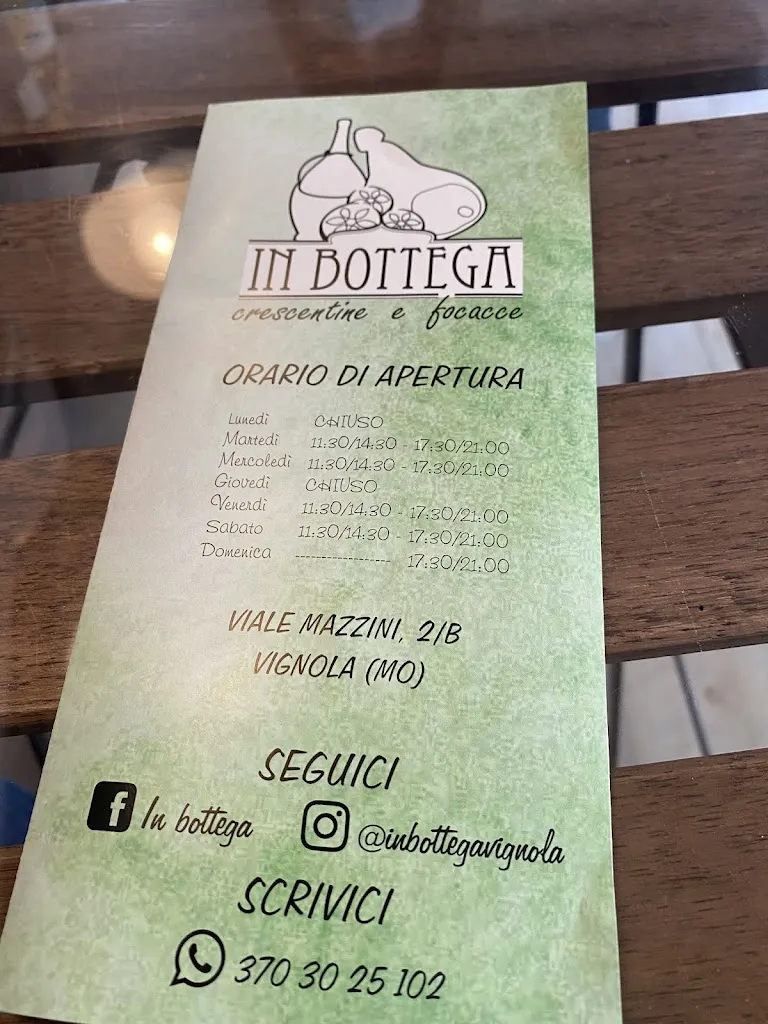 IN BOTTEGA
crescentine e focacce
ORARIO DI APERTURA
Lunedì CHIUSO
Martedì 11:30/14:30 - 17:30/21:00
Mercoledì 11:30/14:30 - 17:30/21:00
Giovedì CHIUSO
Venerdì 11:30/14:30 - 17:30/21:00
Sabato 11:30/14:30 - 17:30/21:00
Domenica ------------------ 17:30/21:00
VIALE MAZZINI, 2/B
VIGNOLA (MO)
SEGUICI
f In bottega @inbottegavignola
SCRIVICI
370 30 25 102